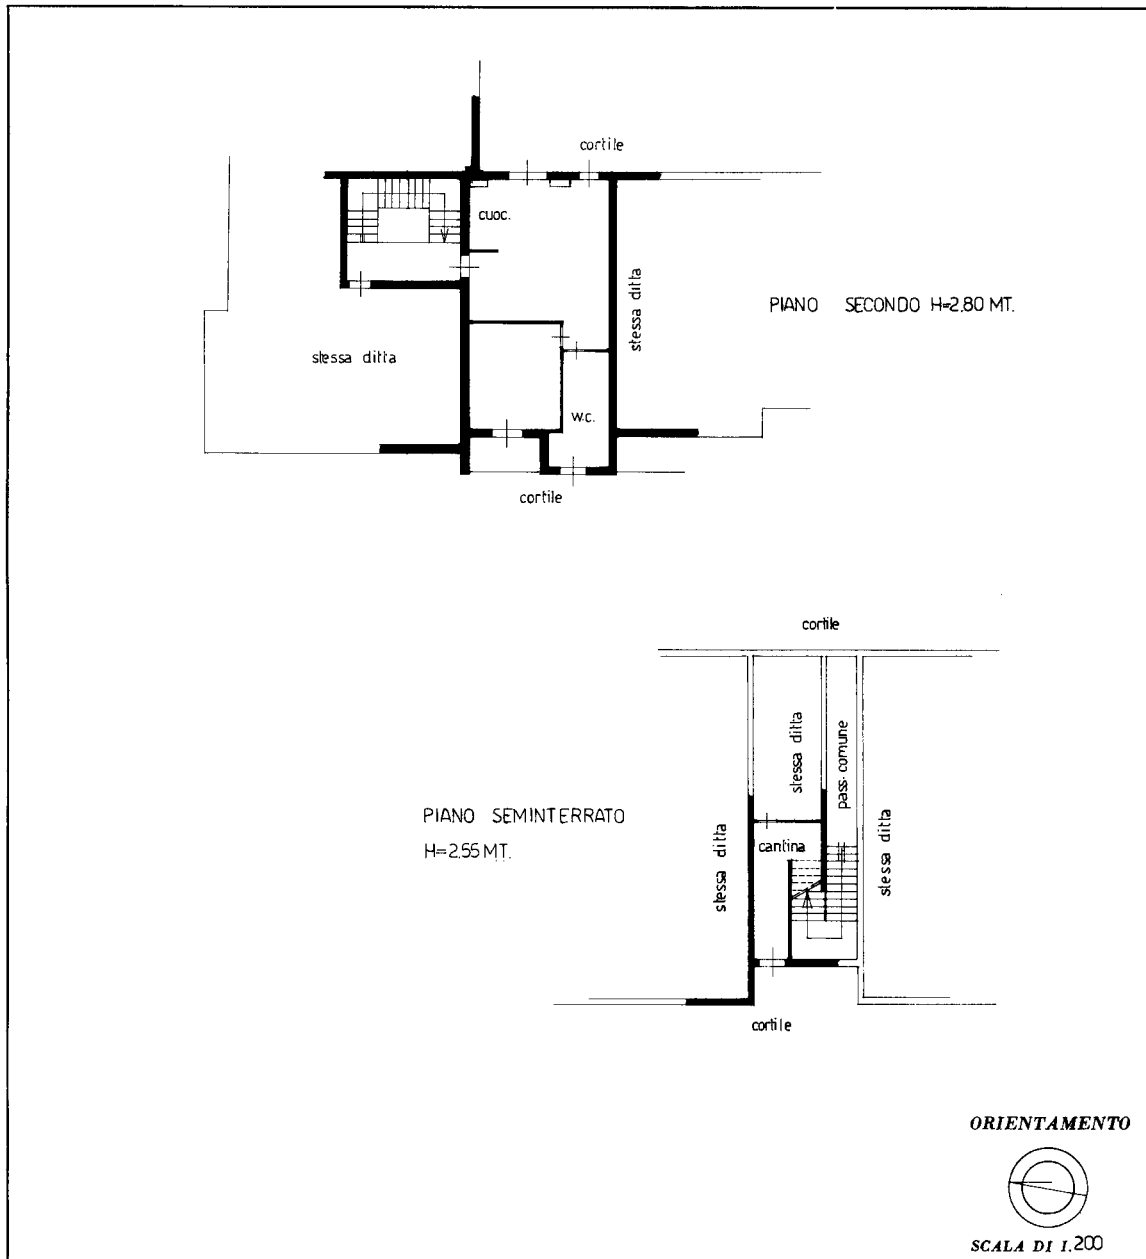 cortile
cuoc.
stessa ditta
PIANO SECONDO H=2.80 MT.
stessa ditta
w.c.
cortile
cortile
stessa ditta
pass. comune
PIANO SEMINTERRATO
H=2.55 MT.
cantina
stessa ditta
stessa ditta
cortile
ORIENTAMENTO
SCALA DI 1.200